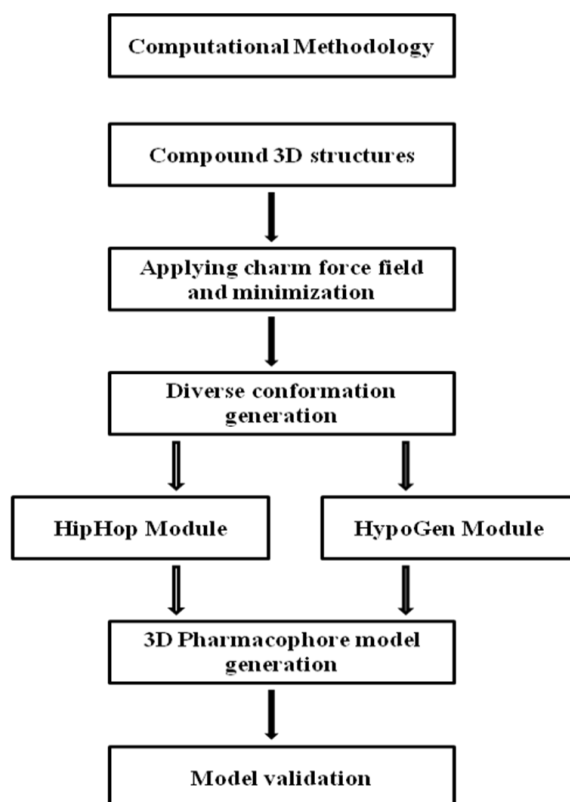 Computational Methodology
Compound 3D structures
Applying charm force field
and minimization
Diverse conformation
generation
HipHop Module
HypoGen Module
3D Pharmacophore model
generation
Model validation